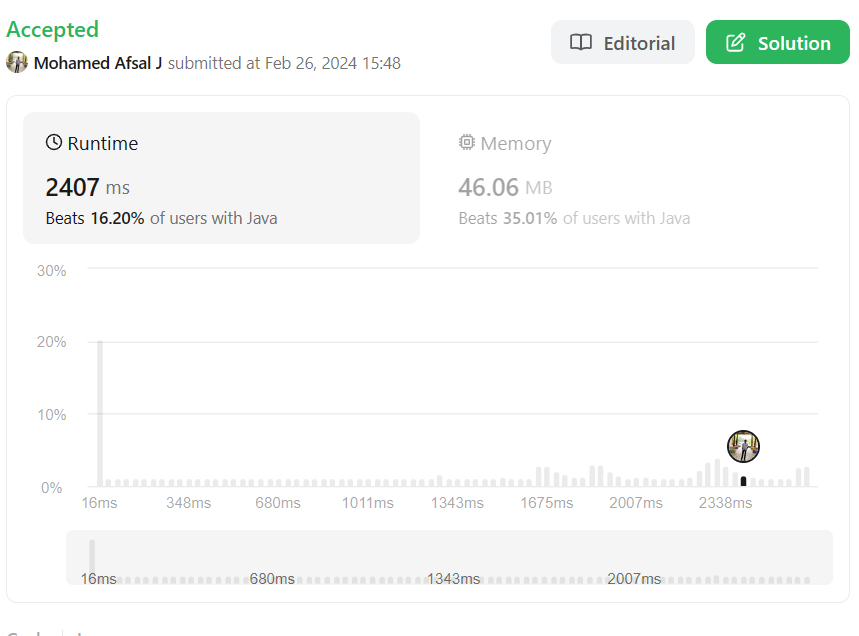 Accepted
Editorial
Solution
Mohamed Afsal J submitted at Feb 26, 2024 15:48
Runtime
Memory
2407 ms
46.06 MB
Beats 16.20% of users with Java
Beats 35.01% of users with Java
30%
20%
10%
0%
16ms 348ms 680ms 1011ms 1343ms 1675ms 2007ms 2338ms
16ms 680ms 1343ms 2007ms